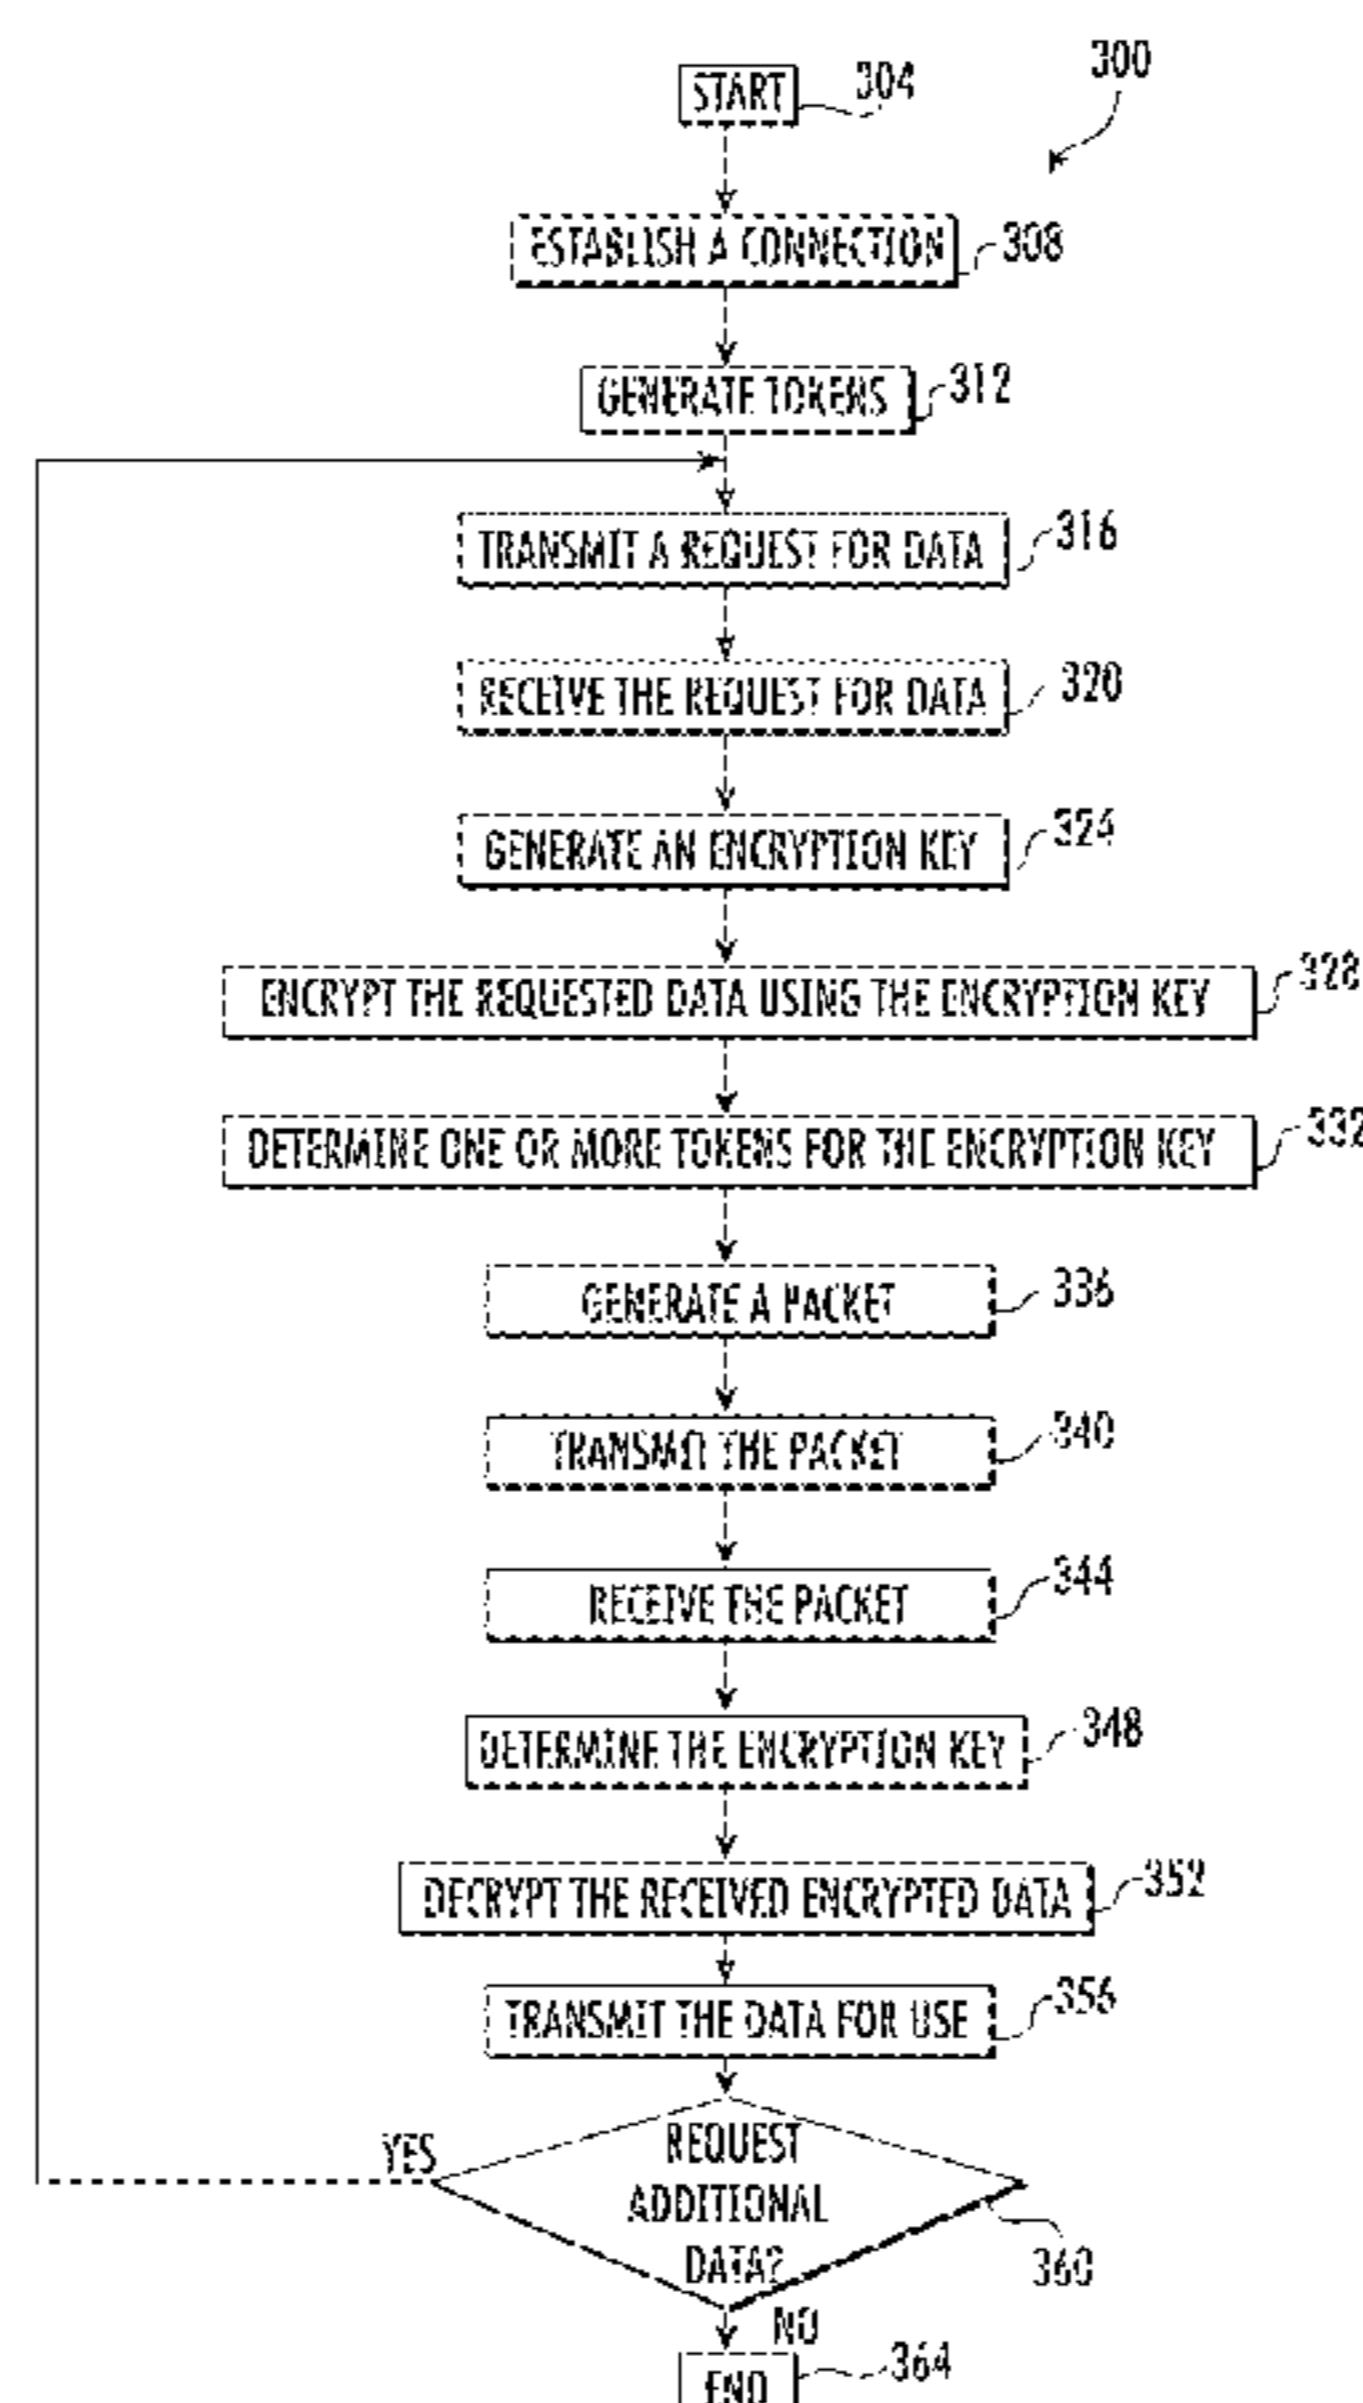 300
START 304
ESTABLISH A CONNECTION 308
GENERATE TOKENS 312
TRANSMIT A REQUEST FOR DATA 316
RECEIVE THE REQUEST FOR DATA 320
GENERATE AN ENCRYPTION KEY 324
ENCRYPT THE REQUESTED DATA USING THE ENCRYPTION KEY 328
DETERMINE ONE OR MORE TOKENS FOR THE ENCRYPTION KEY 332
GENERATE A PACKET 336
TRANSMIT THE PACKET 340
RECEIVE THE PACKET 344
DETERMINE THE ENCRYPTION KEY 348
DECRYPT THE RECEIVED ENCRYPTED DATA 352
TRANSMIT THE DATA FOR USE 356
YES
REQUEST
ADDITIONAL
DATA?
360
NO
END 364